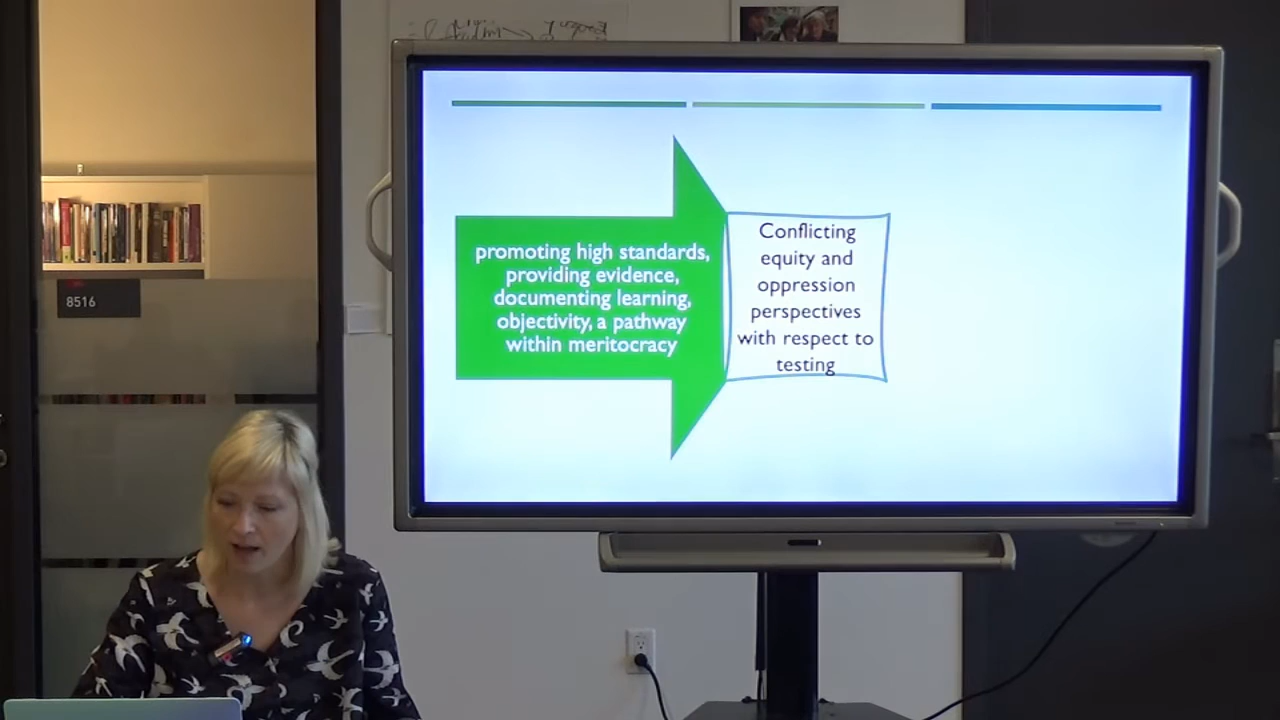 promoting high standards,
providing evidence,
documenting learning,
objectivity, a pathway
within meritocracy
Conflicting
equity and
oppression
perspectives
with respect to
testing
8516